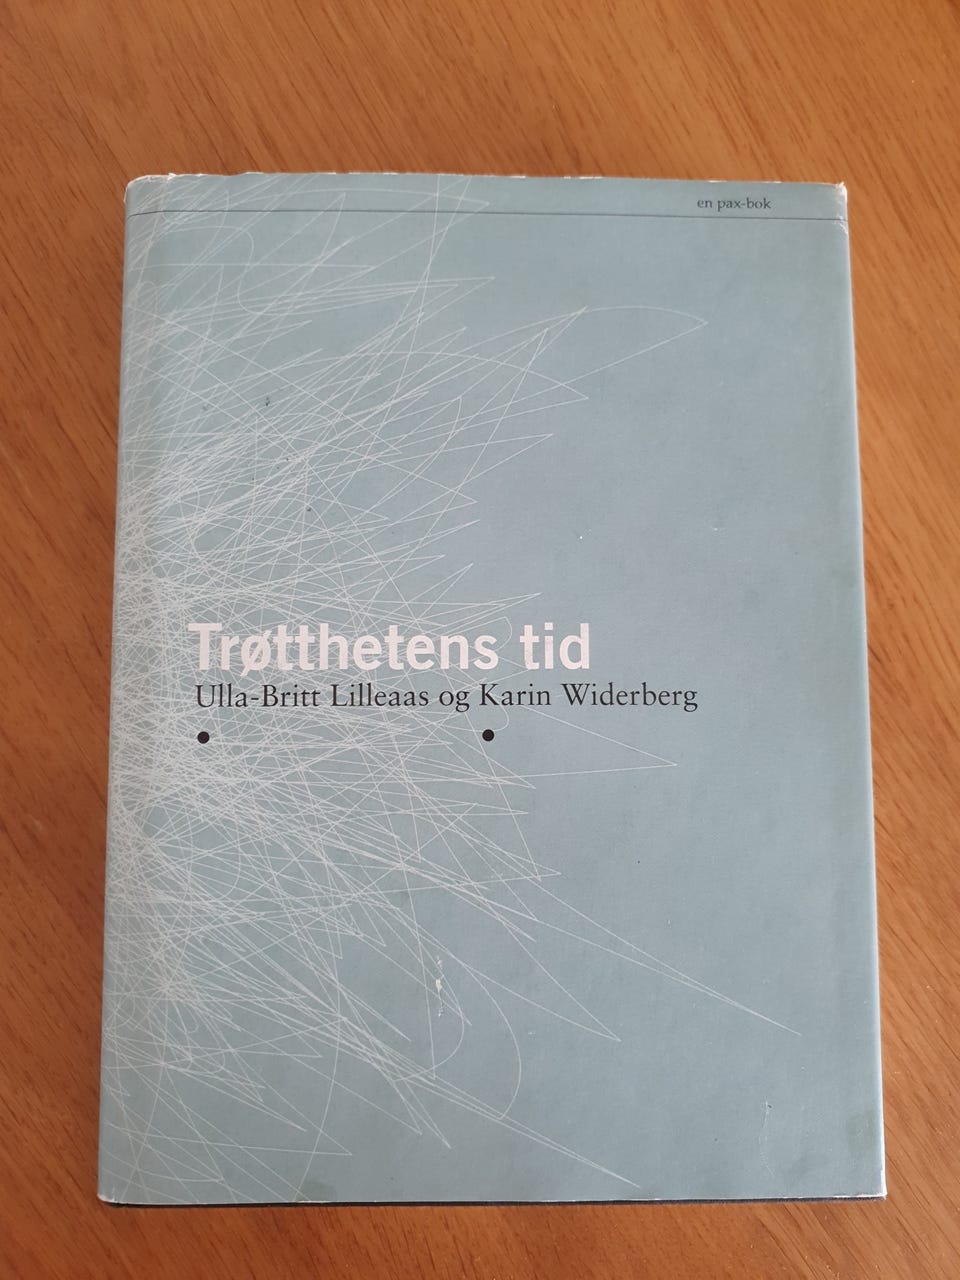 en pax-bok
Trøtthetens tid
Ulla-Britt Lilleaas og Karin Widerberg